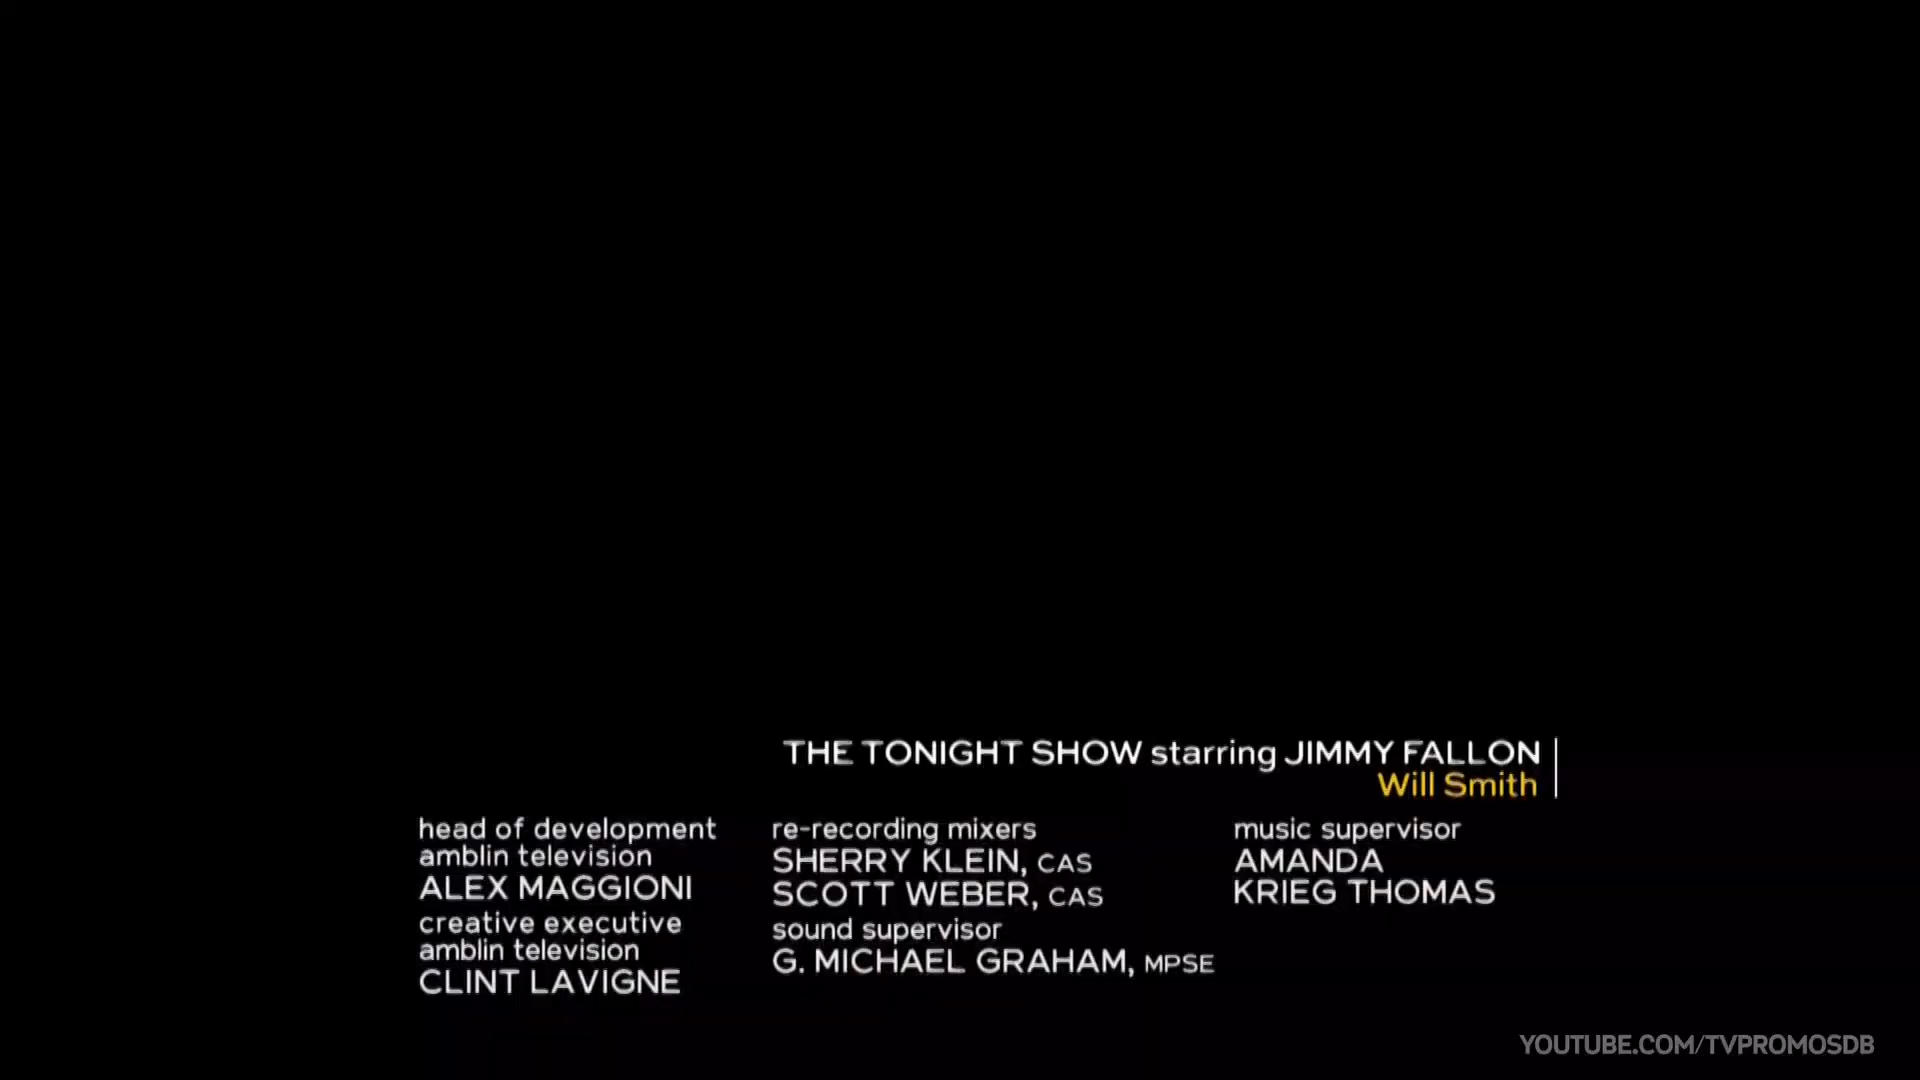 THE TONIGHT SHOW starring JIMMY FALLON
Will Smith
head of development
amblin television
ALEX MAGGIONI
creative executive
amblin television
CLINT LAVIGNE
re-recording mixers
SHERRY KLEIN, CAS
SCOTT WEBER, CAS
sound supervisor
G. MICHAEL GRAHAM, MPSE
music supervisor
AMANDA
KRIEG THOMAS
YOUTUBE.COM/TVPROMOSDB